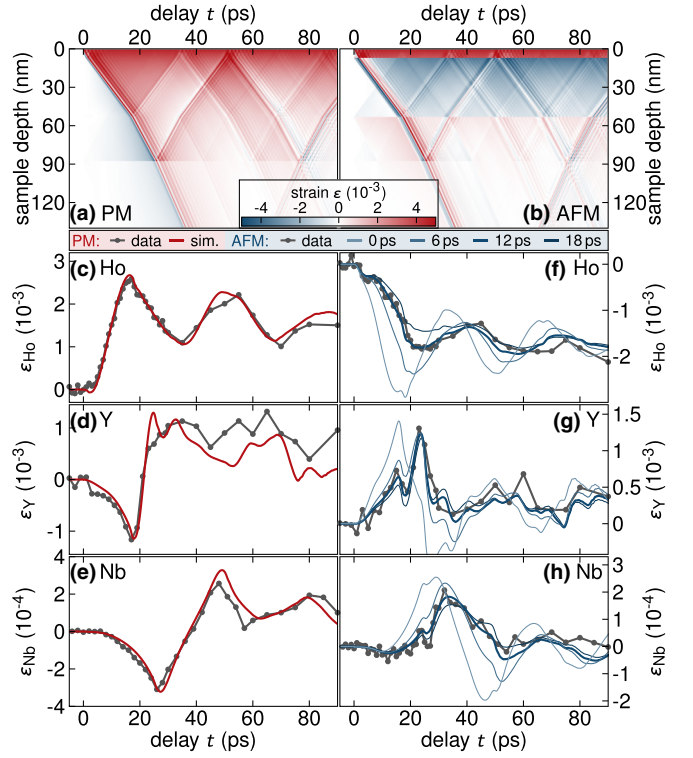 delay t (ps)
delay t (ps)
0 20 40 60 80
0 20 40 60 80
sample depth (nm)
0
30
60
90
120
(a) PM
(b) AFM
strain ε (10⁻³)
-4 -2 0 2 4
0
30
60
90
120
sample depth (nm)
PM: data sim. AFM: data 0 ps 6 ps 12 ps 18 ps
(c) Ho
εHo (10⁻³)
3
2
1
0
(f) Ho
εHo (10⁻³)
0
-1
-2
(d) Y
εY (10⁻³)
1
0
-1
(g) Y
εY (10⁻³)
1.5
1
0.5
0
(e) Nb
εNb (10⁻⁴)
4
2
0
-2
-4
(h) Nb
εNb (10⁻⁴)
3
2
1
0
-1
-2
0 20 40 60 80
0 20 40 60 80
delay t (ps)
delay t (ps)